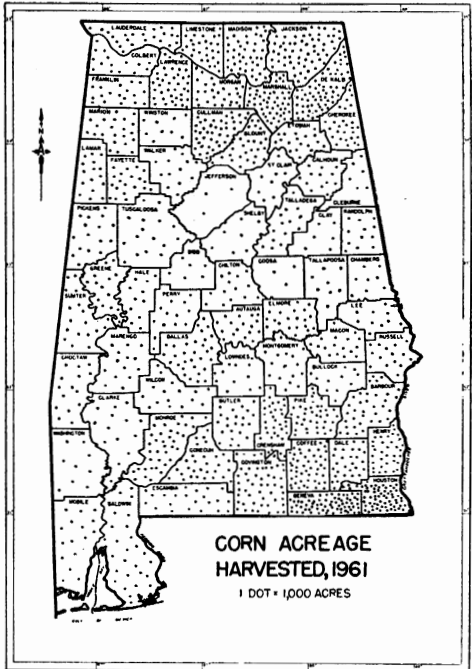 LAUDERDALE
LIMESTONE
MADISON
JACKSON
COLBERT
LAWRENCE
FRANKLIN
MORGAN
MARSHALL
DE KALB
MARION
WINSTON
CULLMAN
CHEROKEE
BLOUNT
ETOWAH
LAMAR
FAYETTE
WALKER
ST CLAIR
CALHOUN
JEFFERSON
CLEBURNE
PICKENS
TUSCALOOSA
SHELBY
TALLADEGA
CLAY
RANDOLPH
BIBB
GREENE
HALE
CHILTON
COOSA
TALLAPOOSA
CHAMBERS
SUMTER
PERRY
AUTAUGA
ELMORE
LEE
MARENGO
DALLAS
MACON
RUSSELL
CHOCTAW
LOWNDES
MONTGOMERY
BULLOCK
WILCOX
BARBOUR
CLARKE
BUTLER
PIKE
MONROE
CRENSHAW
WASHINGTON
COFFEE
DALE
HENRY
CONECUH
COVINGTON
HOUSTON
ESCAMBIA
GENEVA
MOBILE
BALDWIN
CORN ACREAGE
HARVESTED, 1961
1 DOT = 1,000 ACRES